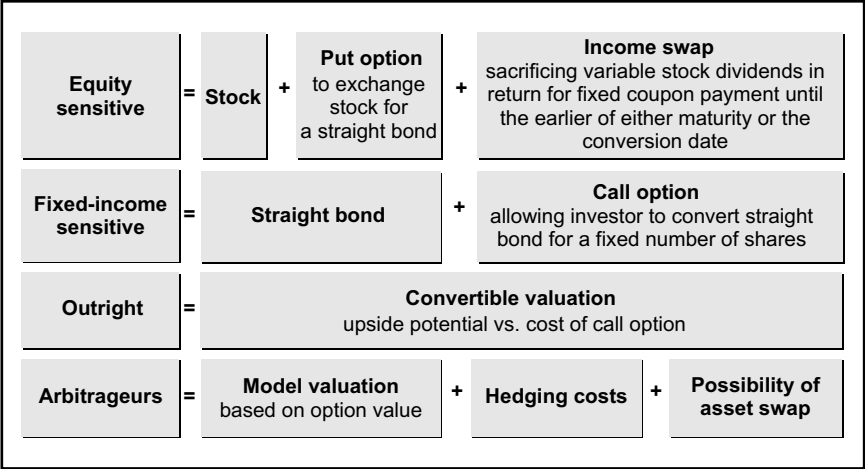 Equity
sensitive
=
Stock
+
Put option
to exchange
stock for
a straight bond
+
Income swap
sacrificing variable stock dividends in
return for fixed coupon payment until
the earlier of either maturity or the
conversion date
Fixed-income
sensitive
=
Straight bond
+
Call option
allowing investor to convert straight
bond for a fixed number of shares
Outright
=
Convertible valuation
upside potential vs. cost of call option
Arbitrageurs
=
Model valuation
based on option value
+
Hedging costs
+
Possibility of
asset swap